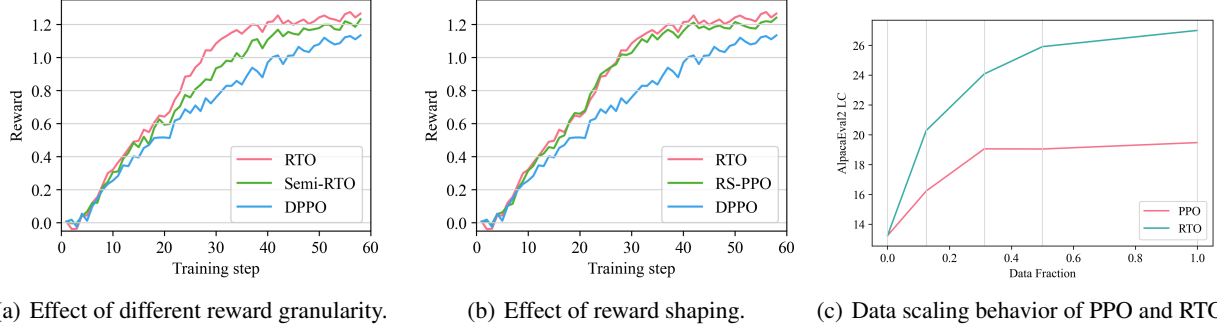 1.2
1.0
0.8
0.6
0.4
0.2
0.0
Reward
RTO
Semi-RTO
DPPO
0 10 20 30 40 50 60
Training step
a) Effect of different reward granularity.
1.2
1.0
0.8
0.6
0.4
0.2
0.0
Reward
RTO
RS-PPO
DPPO
0 10 20 30 40 50 60
Training step
(b) Effect of reward shaping.
26
24
22
20
18
16
14
AlpacaEval2 LC
PPO
RTO
0.0 0.2 0.4 0.6 0.8 1.0
Data Fraction
(c) Data scaling behavior of PPO and RTO